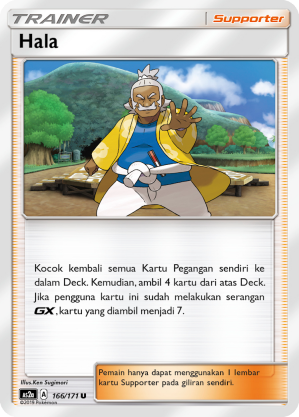 TRAINER
Supporter
Hala
Kocok kembali semua Kartu Pegangan sendiri ke
dalam Deck. Kemudian, ambil 4 kartu dari atas Deck.
Jika pengguna kartu ini sudah melakukan serangan
GX, kartu yang diambil menjadi 7.
Illus.Ken Sugimori
AS2a A 166/171 U
©2019 Pokémon
Pemain hanya dapat menggunakan 1 lembar
kartu Supporter pada giliran sendiri.